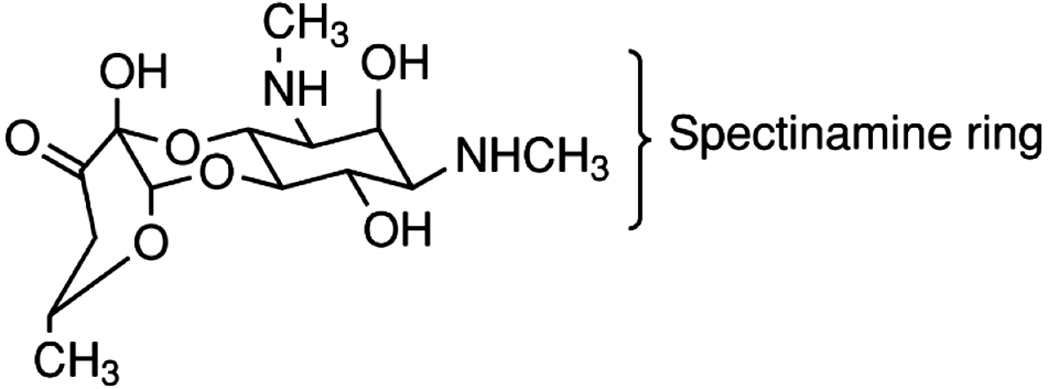 CH₃
NH
OH
OH
O
O
O
NHCH₃
Spectinamine ring
O
OH
CH₃